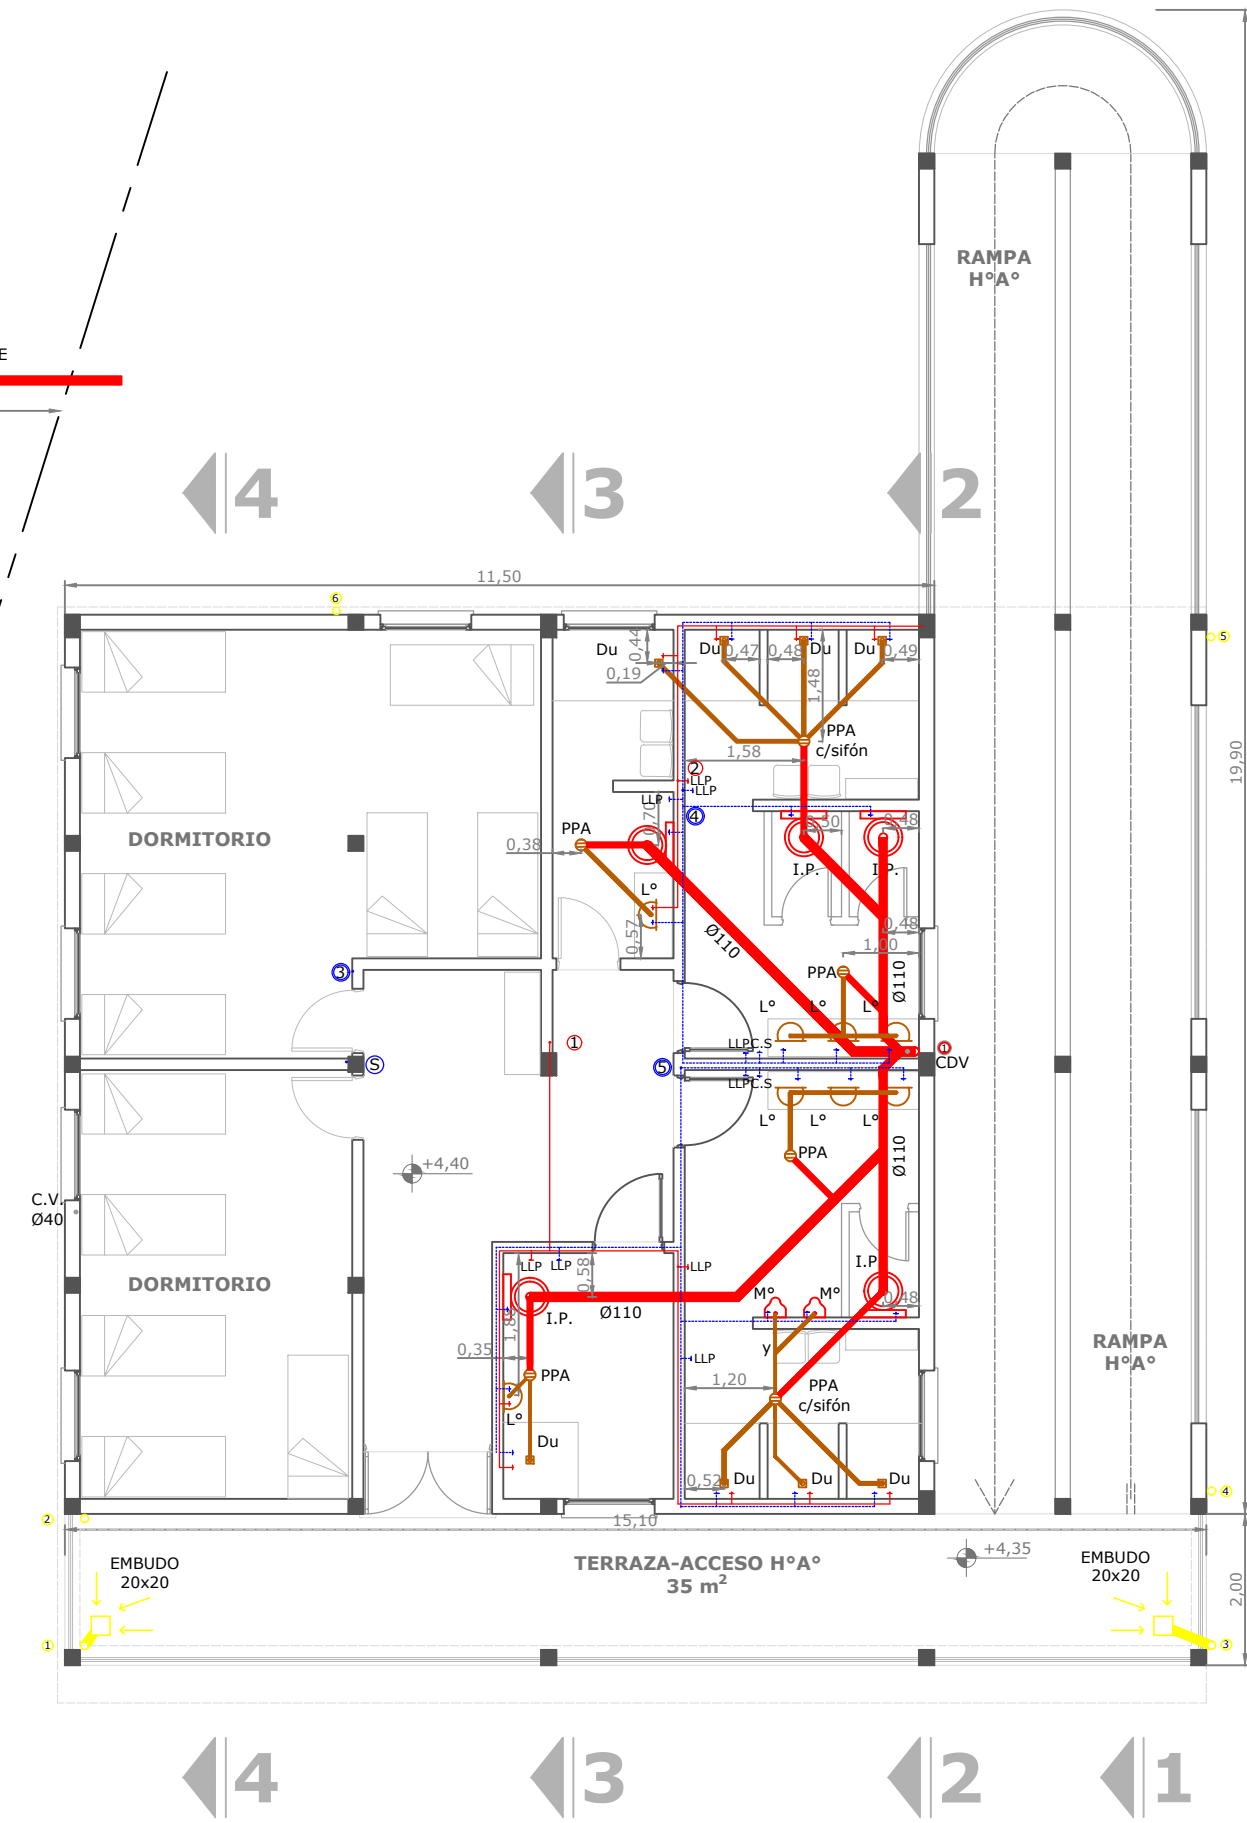 E
RAMPA
H°A°
4
3
2
11,50
6
5
Du
0,44
0,19
Du
0,47
0,48
Du
1,48
Du
0,49
PPA
c/sifón
1,58
19,90
2
LLP
LLP
LLP
4
0,70
DORMITORIO
PPA
0,38
0,50
0,48
I.P.
I.P.
L°
0,57
Ø110
0,48
1,00
PPA
Ø110
3
L°
L°
L°
1
1
S
LLPC.S
CDV
5
LLPC.S
L°
L°
L°
PPA
Ø110
+4,40
C.V.
Ø40
LLP
LLP
0,58
LLP
I.P.
DORMITORIO
M°
M°
0,48
Ø110
I.P.
1,88
0,35
y
LLP
RAMPA
H°A°
PPA
1,20
PPA
c/sifón
L°
Du
0,52
Du
Du
Du
4
2
15,10
+4,35
EMBUDO
20x20
TERRAZA-ACCESO H°A°
35 m²
EMBUDO
20x20
2,00
1
3
4
3
2
1